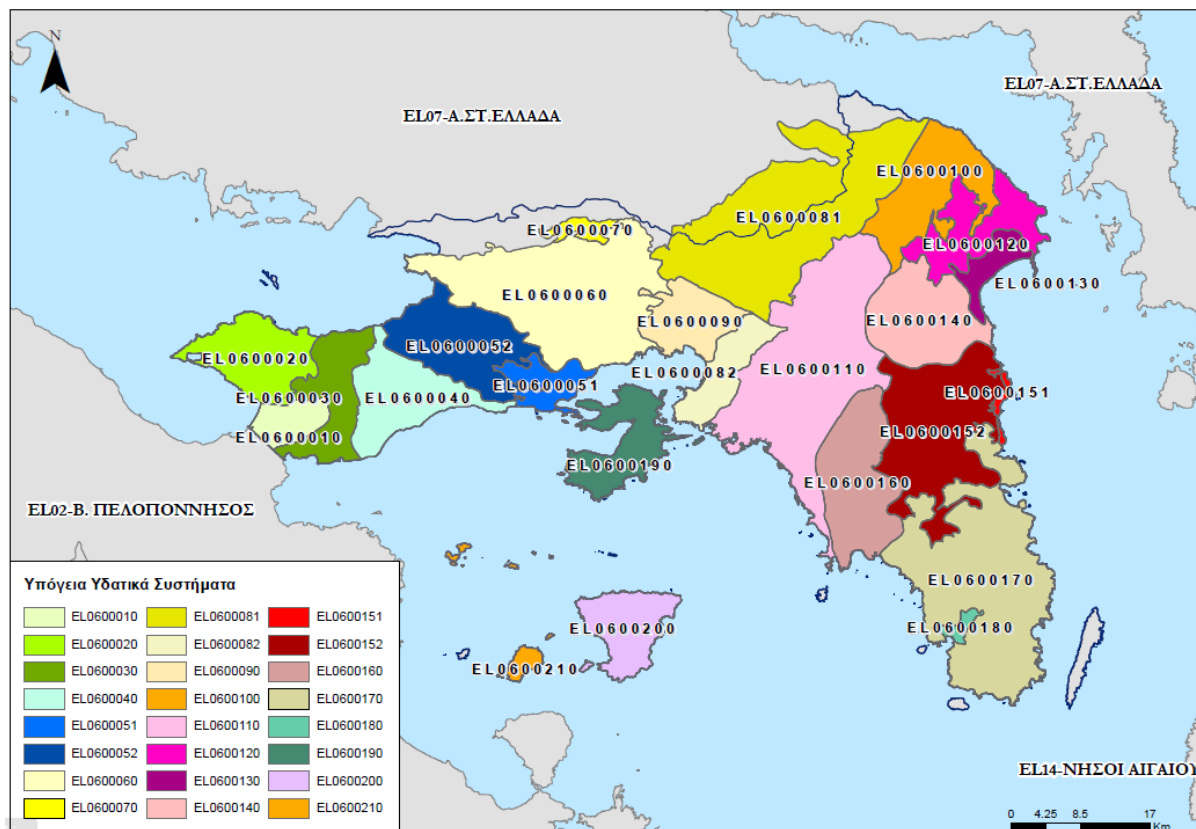 N
EL07-Α.ΣΤ.ΕΛΛΑΔΑ
EL07-Α.ΣΤ.ΕΛΛΑΔΑ
EL0600100
EL0600081
EL0600070
EL0600120
EL0600130
EL0600060
EL0600090
EL0600140
EL0600052
EL0600020
EL0600082
EL0600110
EL0600051
EL0600151
EL0600030
EL0600040
EL0600152
EL0600010
EL0600190
EL0600160
EL02-Β. ΠΕΛΟΠΟΝΝΗΣΟΣ
EL0600170
EL0600200
EL0600180
EL0600210
EL14-ΝΗΣΟΙ ΑΙΓΑΙΟΥ
Υπόγεια Υδατικά Συστήματα
EL0600010 EL0600081 EL0600151
EL0600020 EL0600082 EL0600152
EL0600030 EL0600090 EL0600160
EL0600040 EL0600100 EL0600170
EL0600051 EL0600110 EL0600180
EL0600052 EL0600120 EL0600190
EL0600060 EL0600130 EL0600200
EL0600070 EL0600140 EL0600210
0 4.25 8.5 17
Km